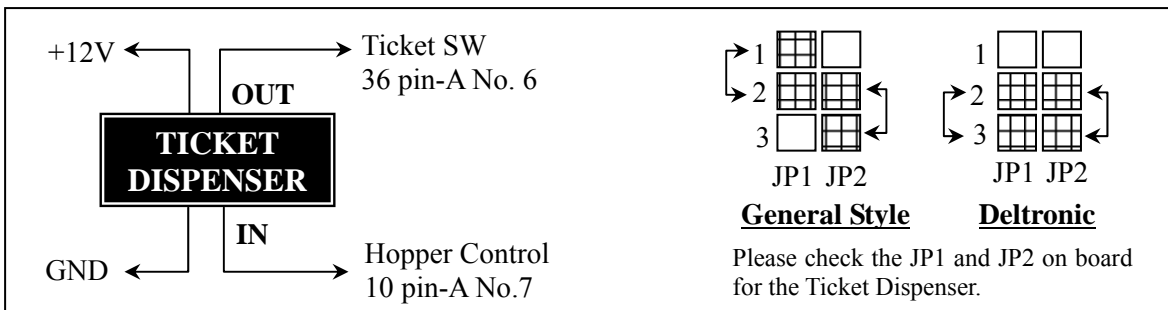 +12V
OUT
Ticket SW
36 pin-A No. 6
TICKET
DISPENSER
GND
IN
Hopper Control
10 pin-A No.7
1
2
3
JP1 JP2
General Style
1
2
3
JP1 JP2
Deltronic
Please check the JP1 and JP2 on board
for the Ticket Dispenser.